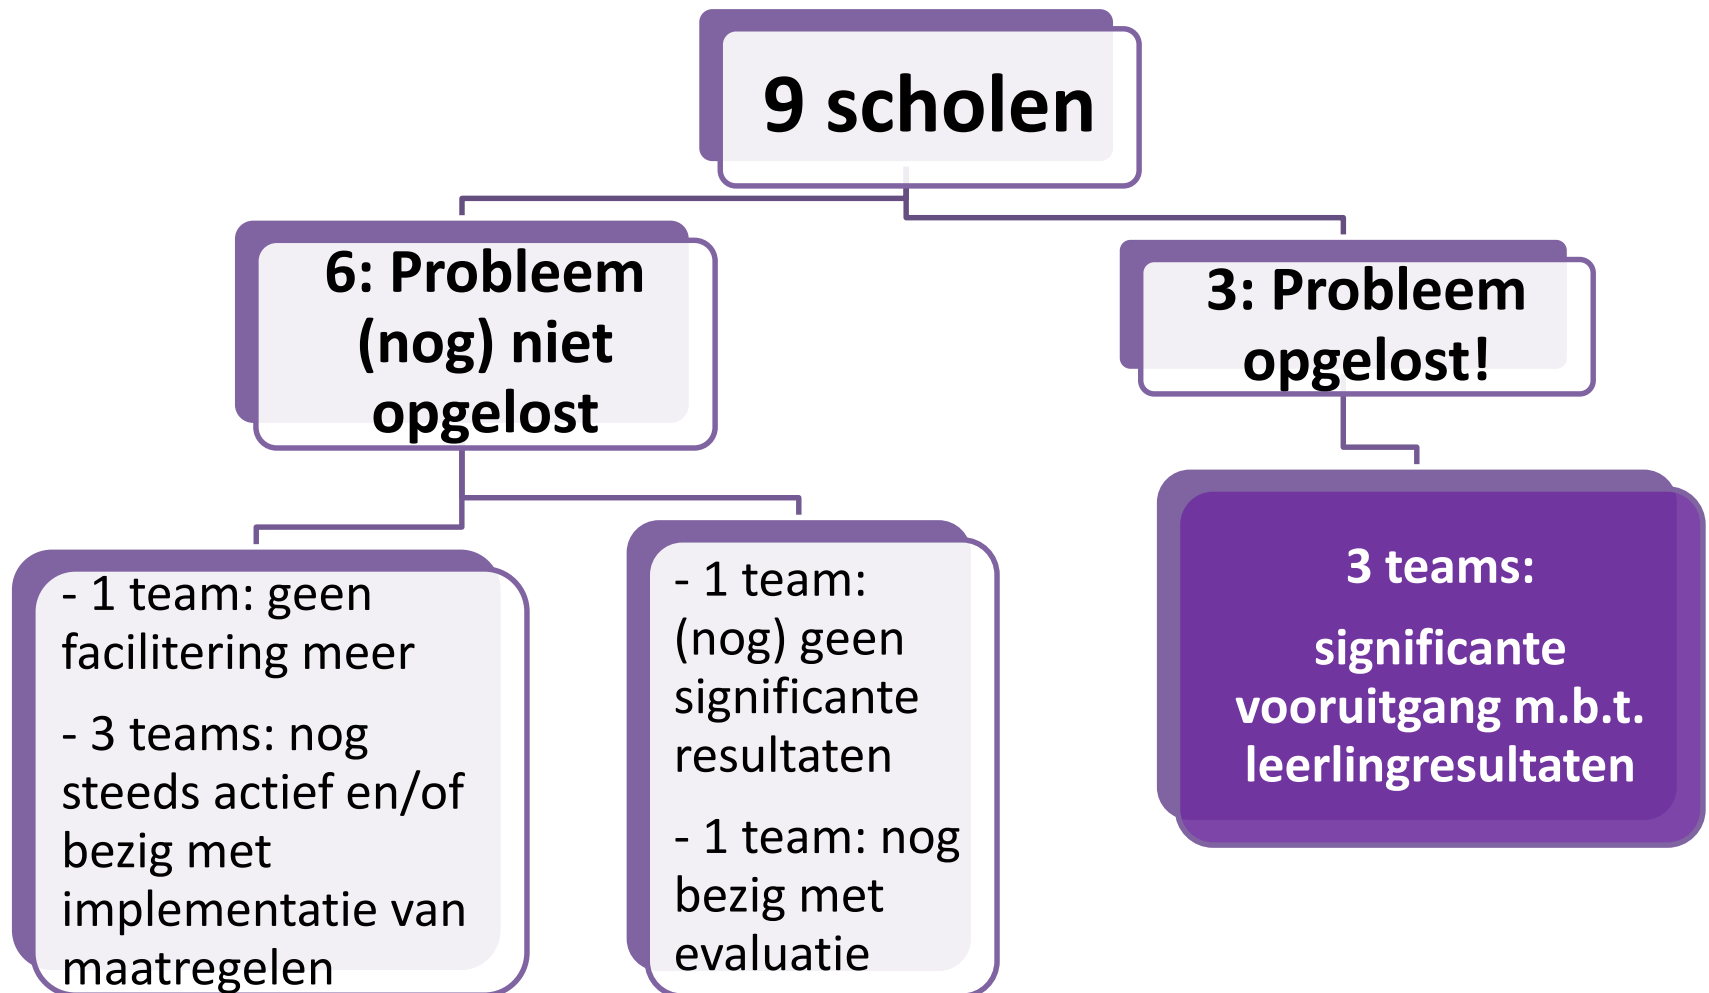 9 scholen
6: Probleem
(nog) niet
opgelost
3: Probleem
opgelost!
- 1 team: geen
facilitering meer
- 3 teams: nog
steeds actief en/of
bezig met
implementatie van
maatregelen
- 1 team:
(nog) geen
significante
resultaten
- 1 team: nog
bezig met
evaluatie
3 teams:
significante
vooruitgang m.b.t.
leerlingresultaten